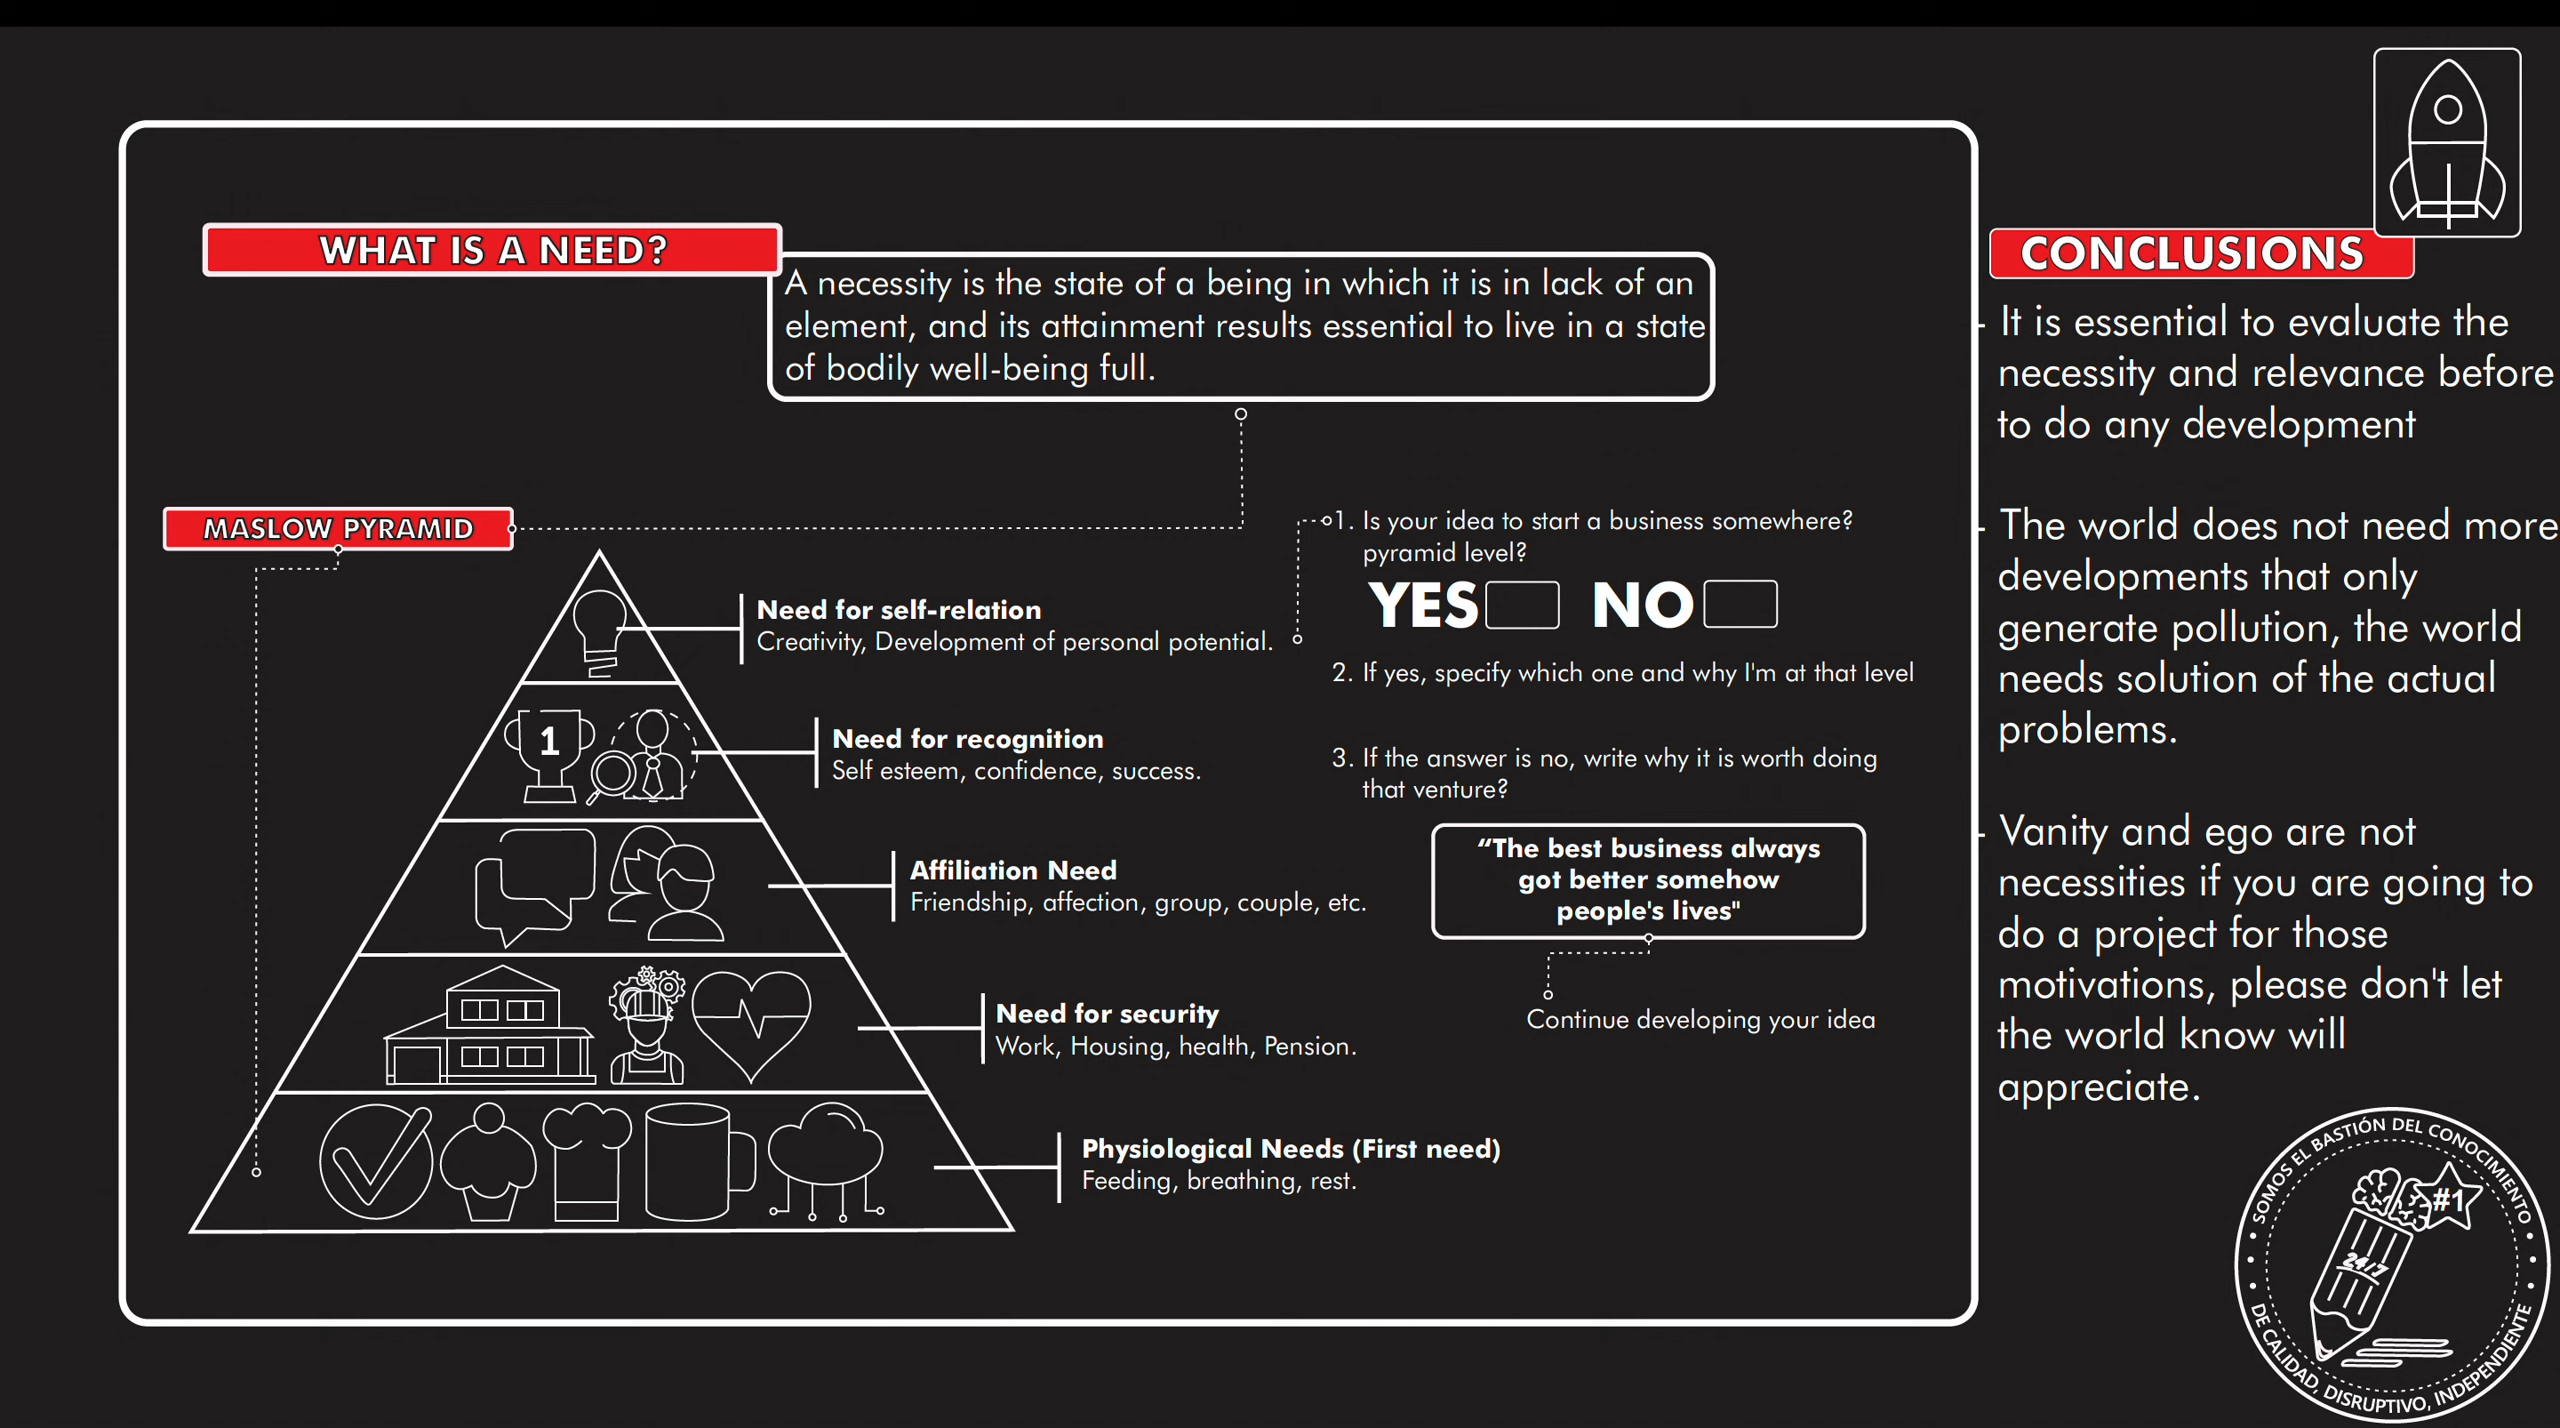 WHAT IS A NEED?
A necessity is the state of a being in which it is in lack of an
element, and its attainment results essential to live in a state
of bodily well-being full.
MASLOW PYRAMID
1
Need for self-relation
Creativity, Development of personal potential.
Need for recognition
Self esteem, confidence, success.
Affiliation Need
Friendship, affection, group, couple, etc.
Need for security
Work, Housing, health, Pension.
Physiological Needs (First need)
Feeding, breathing, rest.
1. Is your idea to start a business somewhere?
pyramid level?
YES NO
2. If yes, specify which one and why I'm at that level
3. If the answer is no, write why it is worth doing
that venture?
“The best business always
got better somehow
people's lives"
Continue developing your idea
CONCLUSIONS
- It is essential to evaluate the
necessity and relevance before
to do any development
- The world does not need more
developments that only
generate pollution, the world
needs solution of the actual
problems.
- Vanity and ego are not
necessities if you are going to
do a project for those
motivations, please don't let
the world know will
appreciate.
SOMOS EL BASTIÓN DEL CONOCIMIENTO
#1
24/7
DE CALIDAD, DISRUPTIVO, INDEPENDIENTE